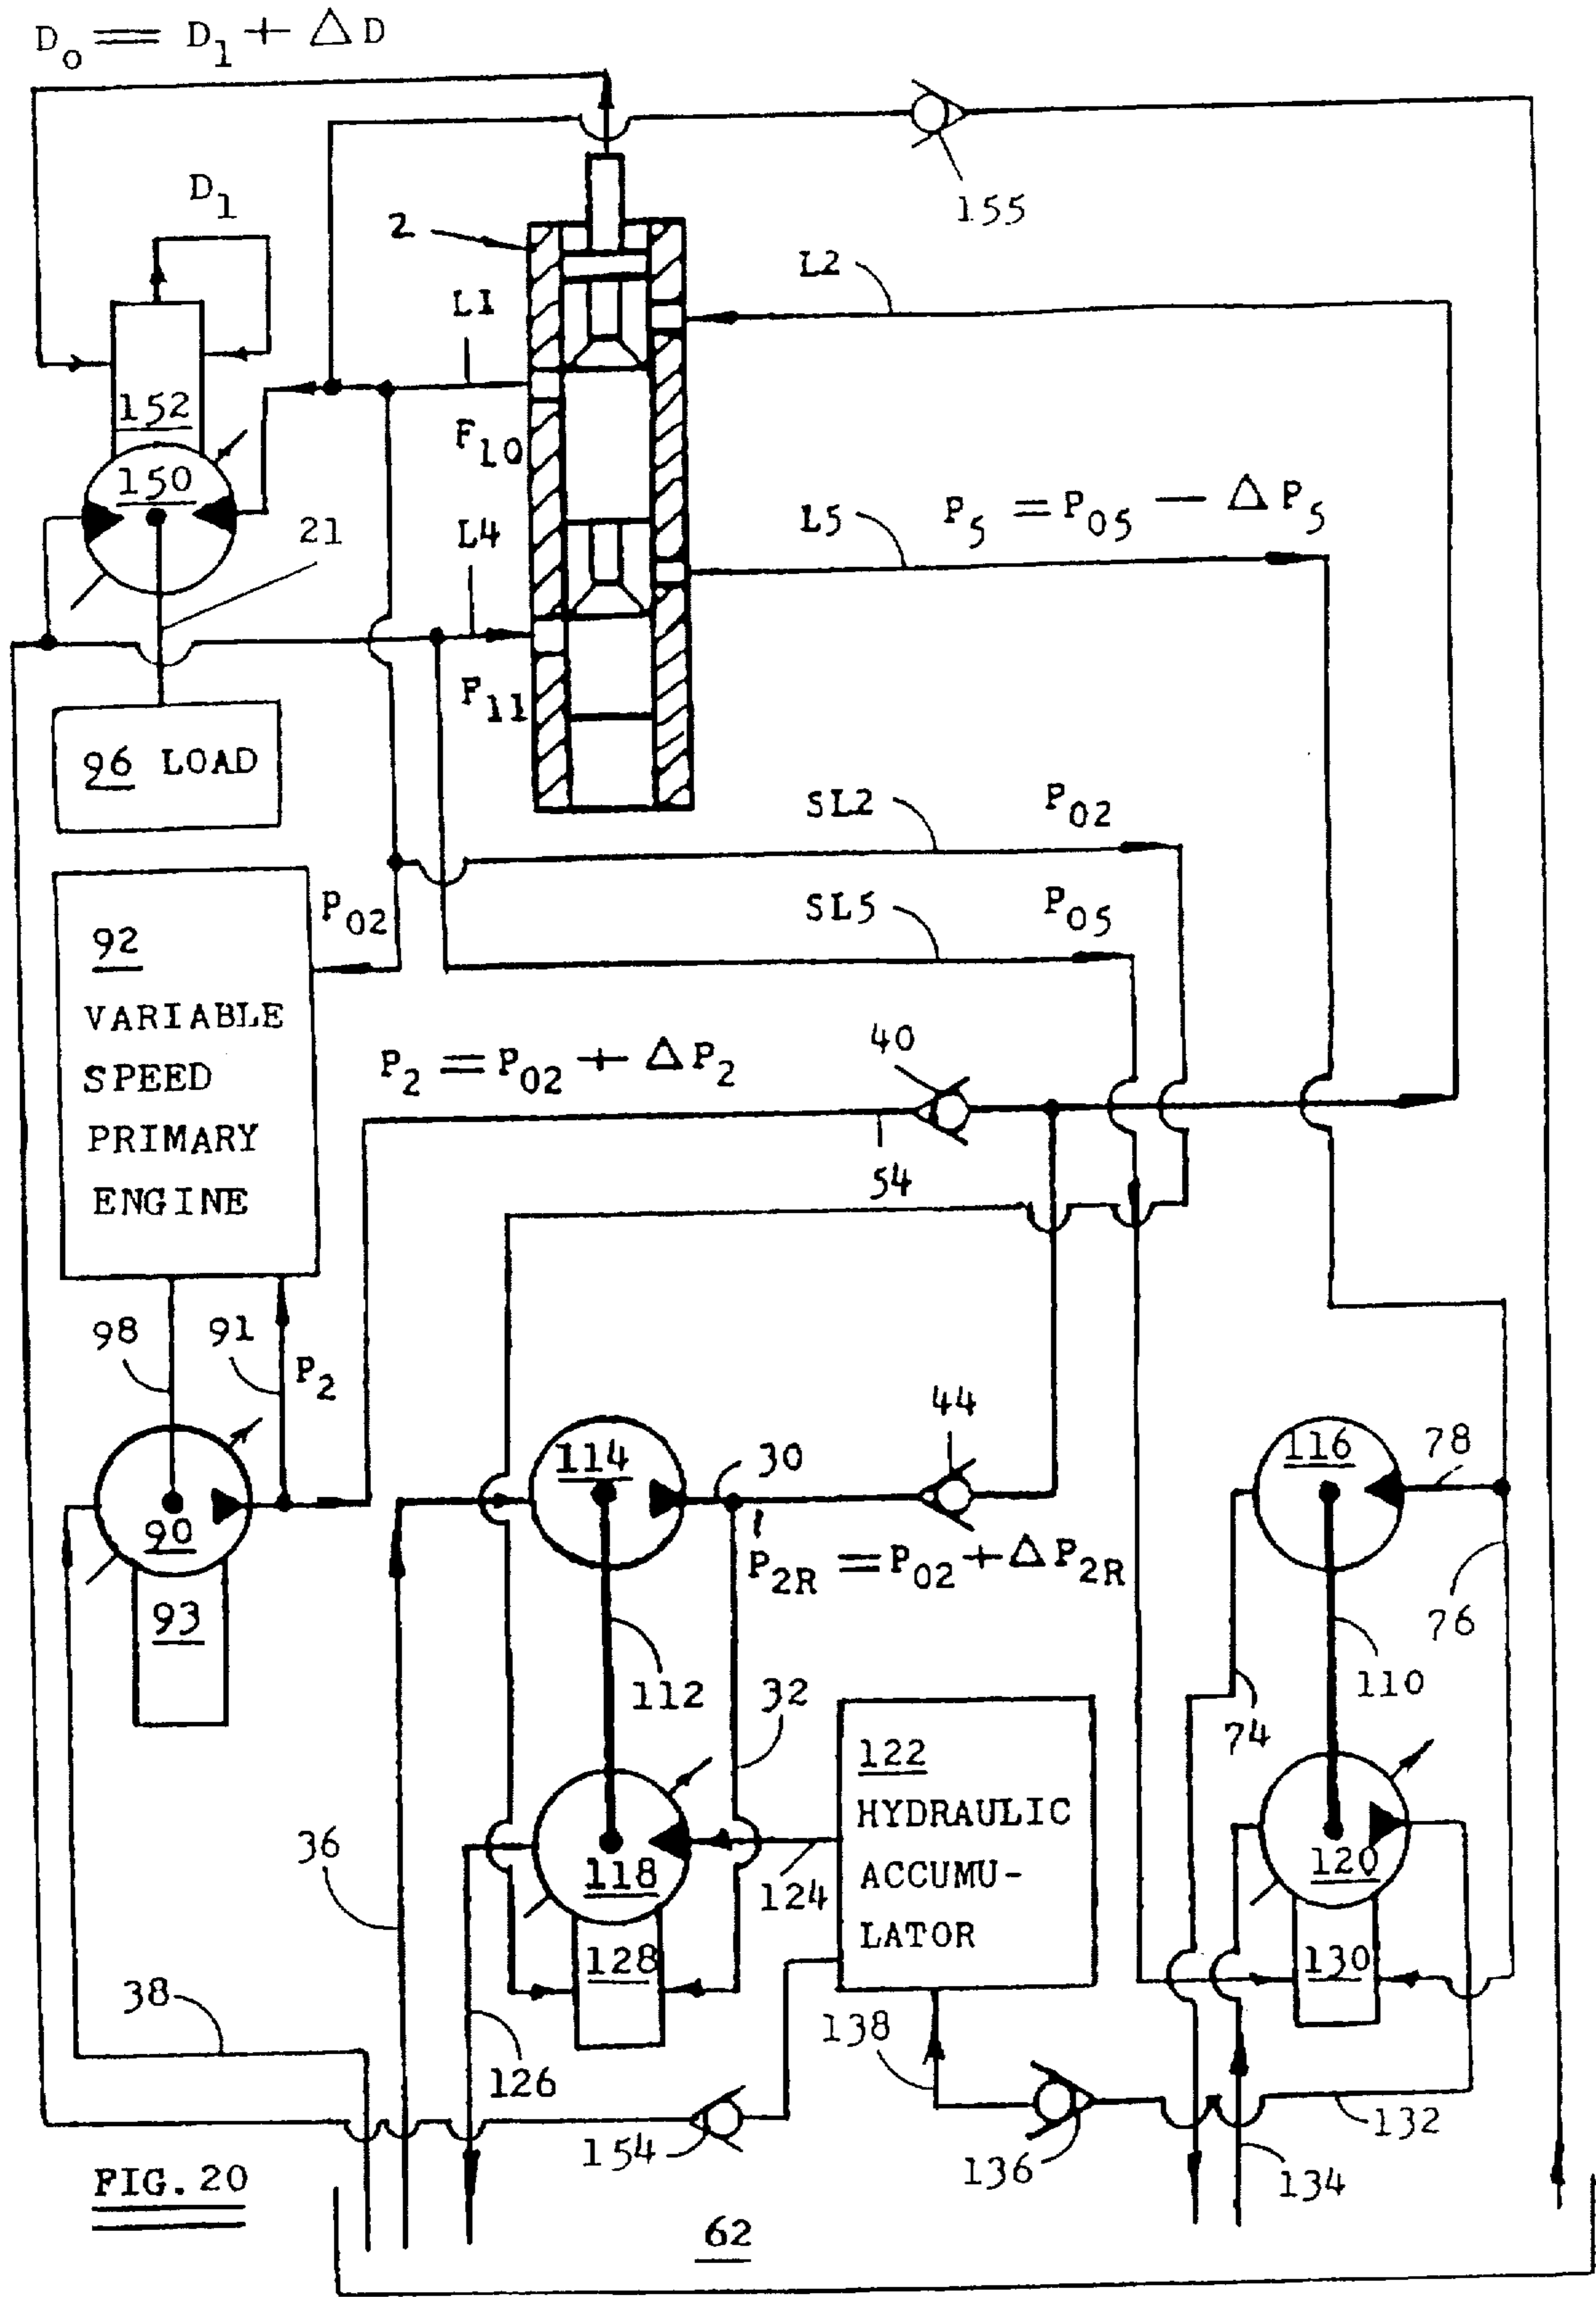 D₀ = D₁ + ΔD
155
D₁
2
L2
L1
152
F₁₀
150
21
L4
L5
P₅ = P₀₅ − ΔP₅
F₁₁
96 LOAD
SL2
P₀₂
P₀₂
SL5
P₀₅
92
VARIABLE
SPEED
PRIMARY
ENGINE
40
P₂ = P₀₂ + ΔP₂
54
98
91
P₂
44
114
30
116
78
90
P₂R = P₀₂ + ΔP₂R
93
76
112
32
110
74
122
HYDRAULIC
ACCUMU-
LATOR
36
118
124
120
128
130
38
138
126
132
154
136
134
FIG. 20
62